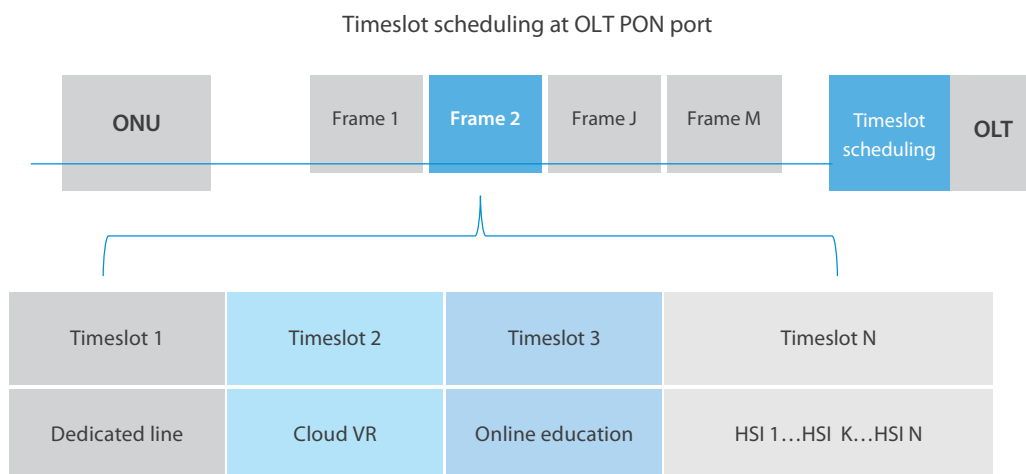 Timeslot scheduling at OLT PON port
ONU
Frame 1
Frame 2
Frame J
Frame M
Timeslot
scheduling
OLT
Timeslot 1
Timeslot 2
Timeslot 3
Timeslot N
Dedicated line
Cloud VR
Online education
HSI 1…HSI K…HSI N